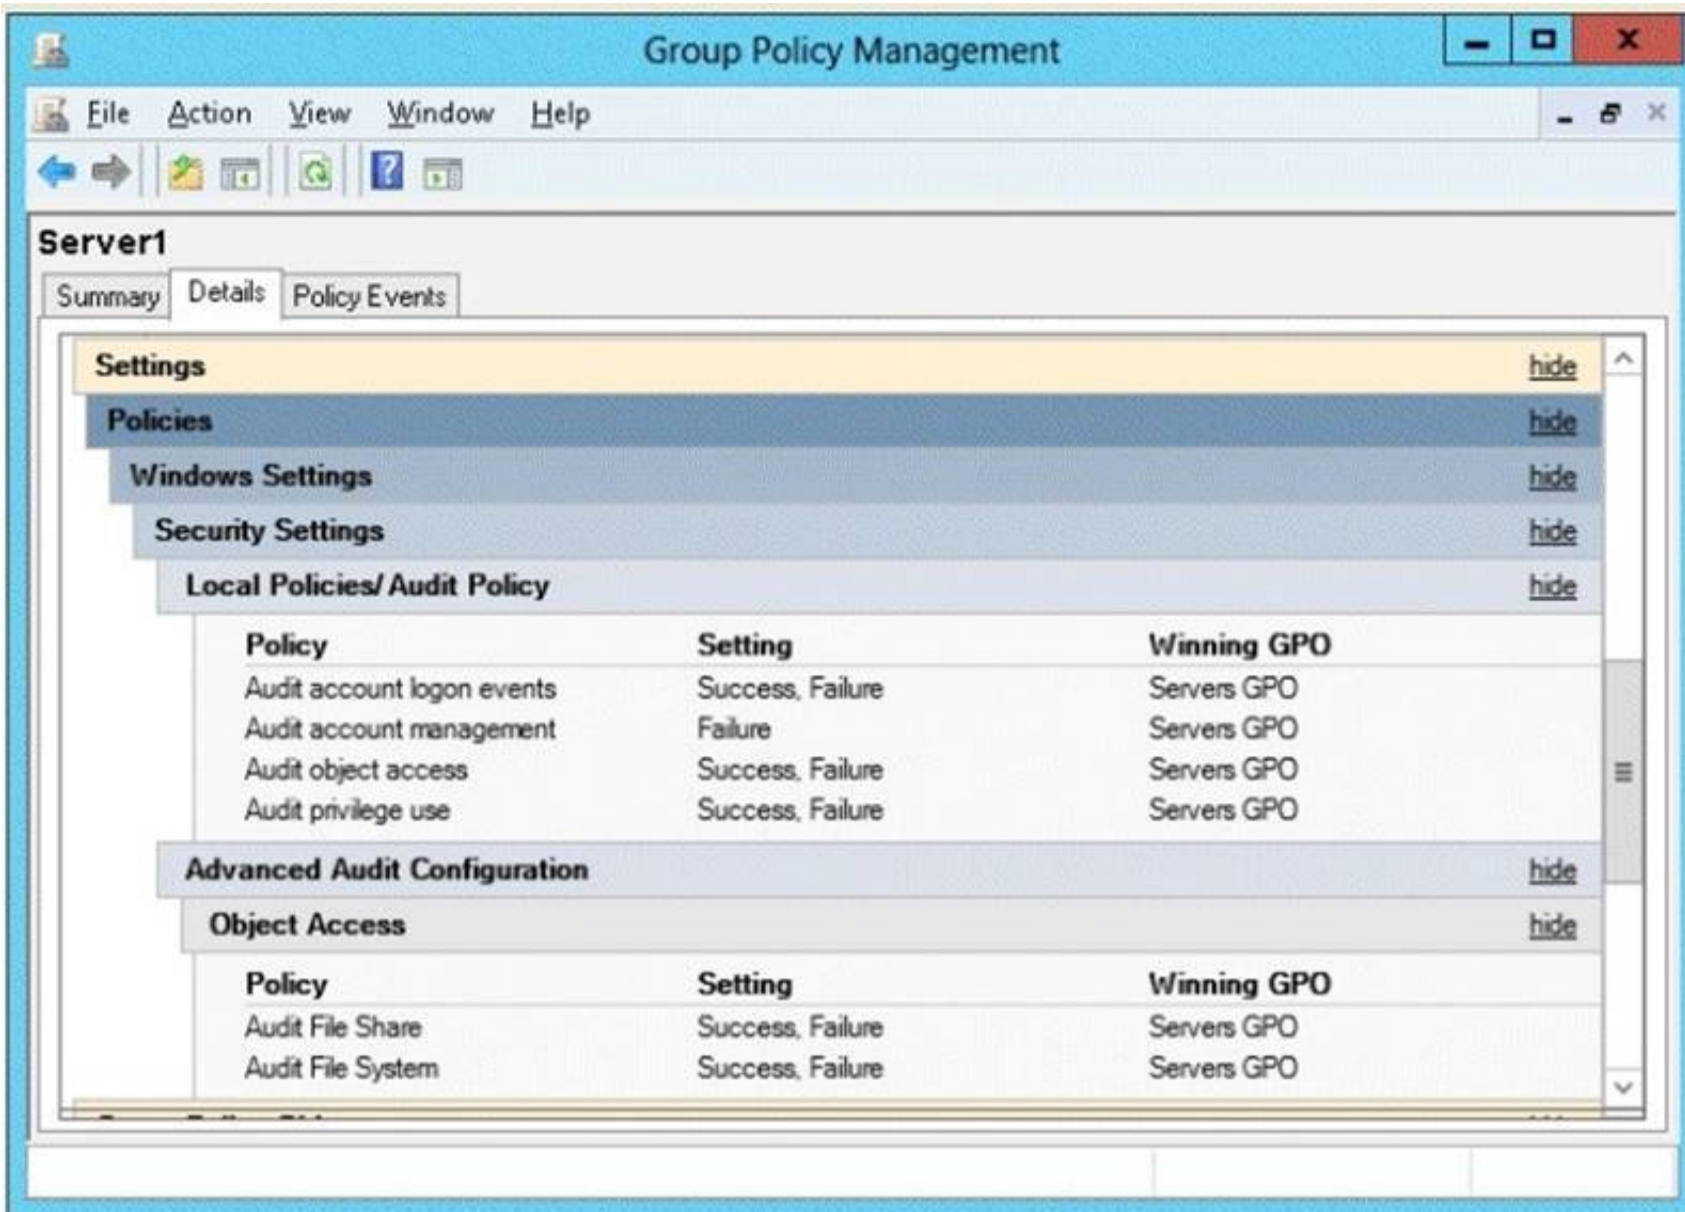 Group Policy Management
File Action View Window Help
Server1
Summary Details Policy Events
Settings hide
Policies hide
Windows Settings hide
Security Settings hide
Local Policies/Audit Policy hide
Policy Setting Winning GPO
Audit account logon events Success, Failure Servers GPO
Audit account management Failure Servers GPO
Audit object access Success, Failure Servers GPO
Audit privilege use Success, Failure Servers GPO
Advanced Audit Configuration hide
Object Access hide
Policy Setting Winning GPO
Audit File Share Success, Failure Servers GPO
Audit File System Success, Failure Servers GPO